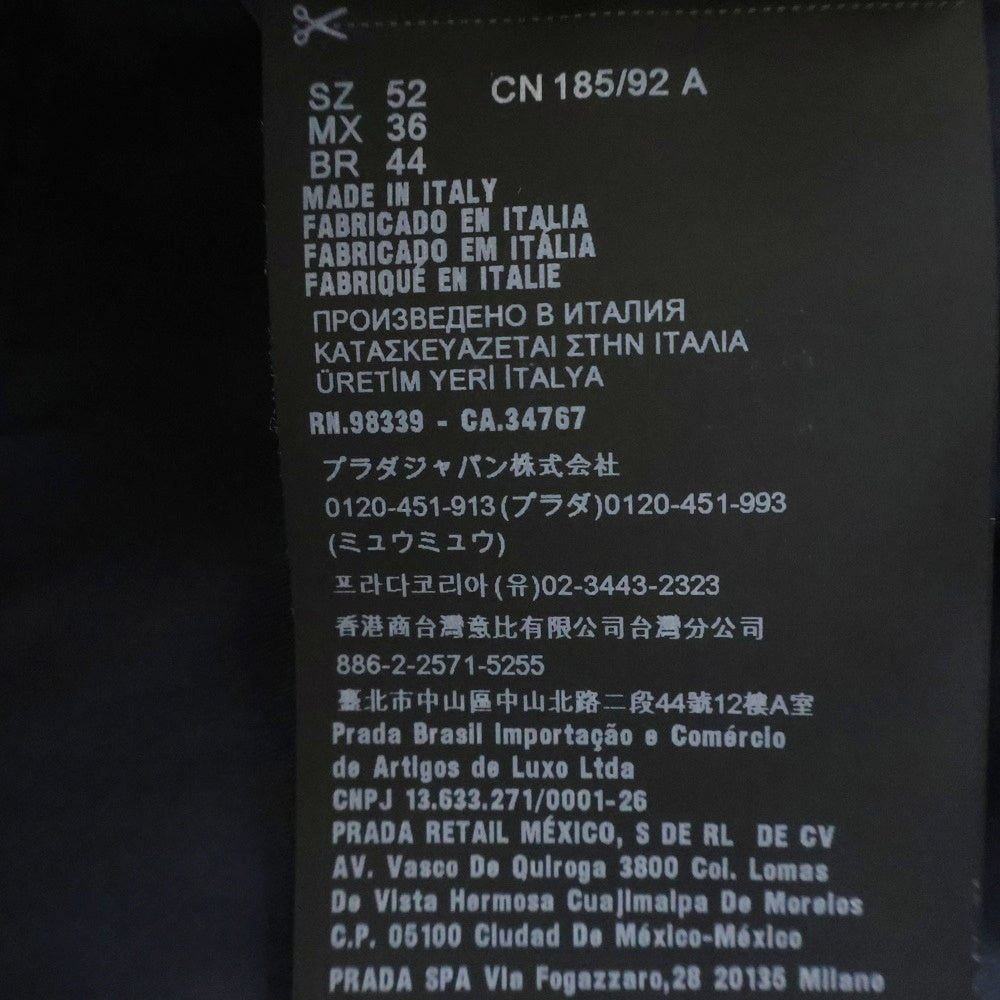 SZ 52 CN 185/92 A
MX 36
BR 44
MADE IN ITALY
FABRICADO EN ITALIA
FABRICADO EM ITÁLIA
FABRIQUÉ EN ITALIE
ПРОИЗВЕДЕНО В ИТАЛИЯ
ΚΑΤΑΣΚΕΥΑΖΕΤΑΙ ΣΤΗΝ ΙΤΑΛΙΑ
ÜRETİM YERİ İTALYA
RN.98339 - CA.34767
プラダジャパン株式会社
0120-451-913(プラダ)0120-451-993
(ミュウミュウ)
프라다코리아(유)02-3443-2323
香港商台灣意比有限公司台灣分公司
886-2-2571-5255
臺北市中山區中山北路二段44號12樓A室
Prada Brasil Importação e Comércio
de Artigos de Luxo Ltda
CNPJ 13.633.271/0001-26
PRADA RETAIL MÉXICO, S DE RL DE CV
AV. Vasco De Quiroga 3800 Col. Lomas
De Vista Hermosa Cuajimalpa De Morelos
C.P. 05100 Ciudad De México-México
PRADA SPA Via Fogazzaro,28 20135 Milano